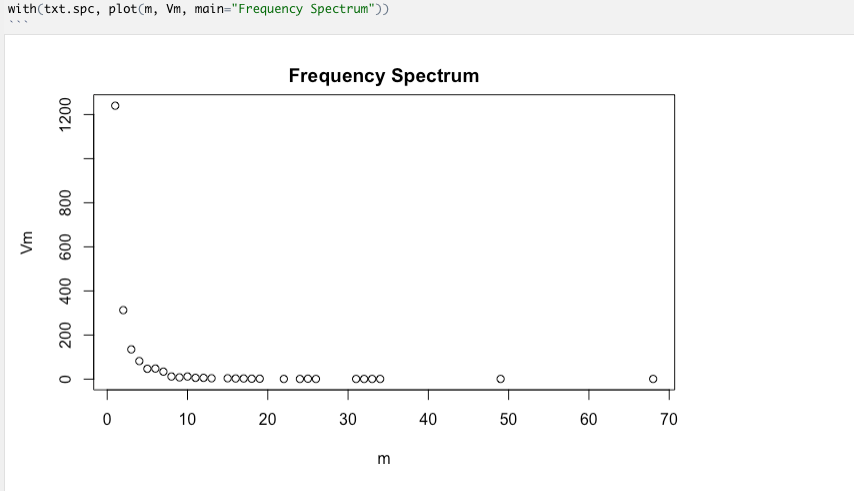 with(txt.spc, plot(m, Vm, main="Frequency Spectrum"))
```
Frequency Spectrum
1200
800
600
400
200
0
Vm
0 10 20 30 40 50 60 70
m